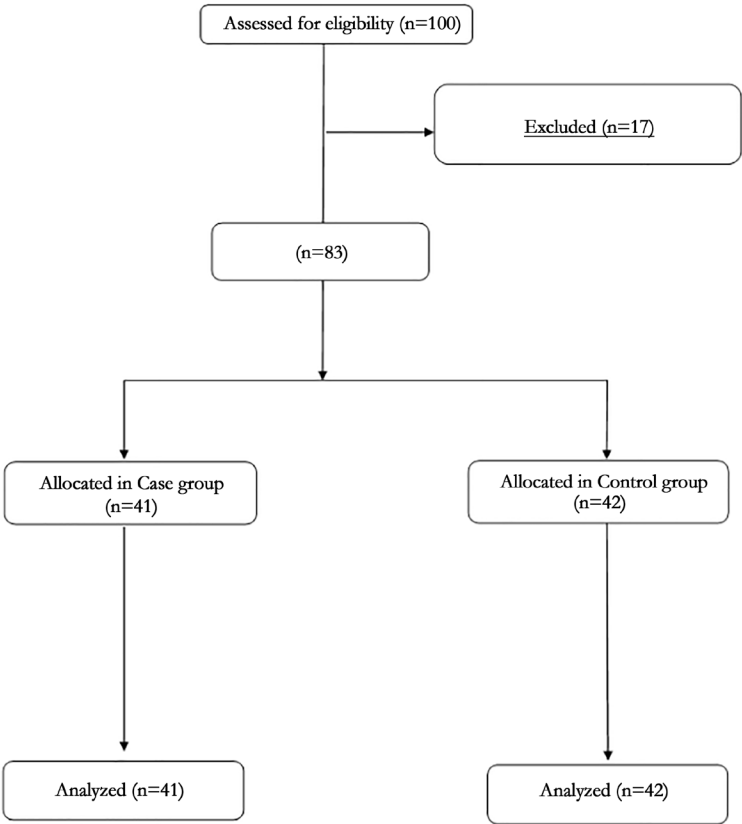 Assessed for eligibility (n=100)
Excluded (n=17)
(n=83)
Allocated in Case group
(n=41)
Allocated in Control group
(n=42)
Analyzed (n=41)
Analyzed (n=42)